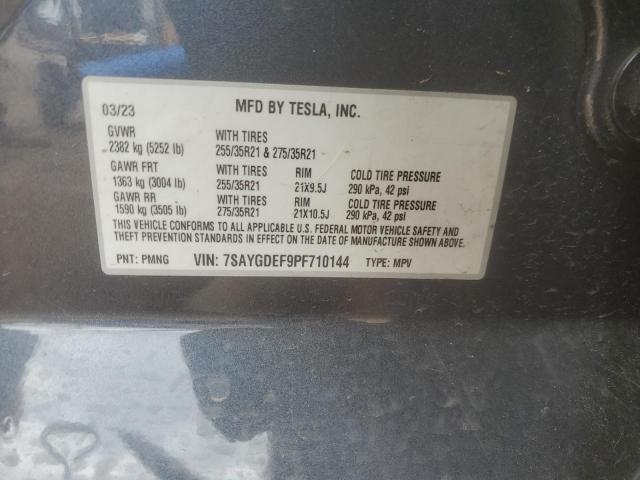 03/23 MFD BY TESLA, INC.
GVWR WITH TIRES
2382 kg (5252 lb) 255/35R21 & 275/35R21
GAWR FRT WITH TIRES RIM COLD TIRE PRESSURE
1363 kg (3004 lb) 255/35R21 21X9.5J 290 kPa, 42 psi
GAWR RR WITH TIRES RIM COLD TIRE PRESSURE
1590 kg (3505 lb) 275/35R21 21X10.5J 290 kPa, 42 psi
THIS VEHICLE CONFORMS TO ALL APPLICABLE U.S. FEDERAL MOTOR VEHICLE SAFETY AND
THEFT PREVENTION STANDARDS IN EFFECT ON THE DATE OF MANUFACTURE SHOWN ABOVE.
PNT: PMNG VIN: 7SAYGDEF9PF710144 TYPE: MPV